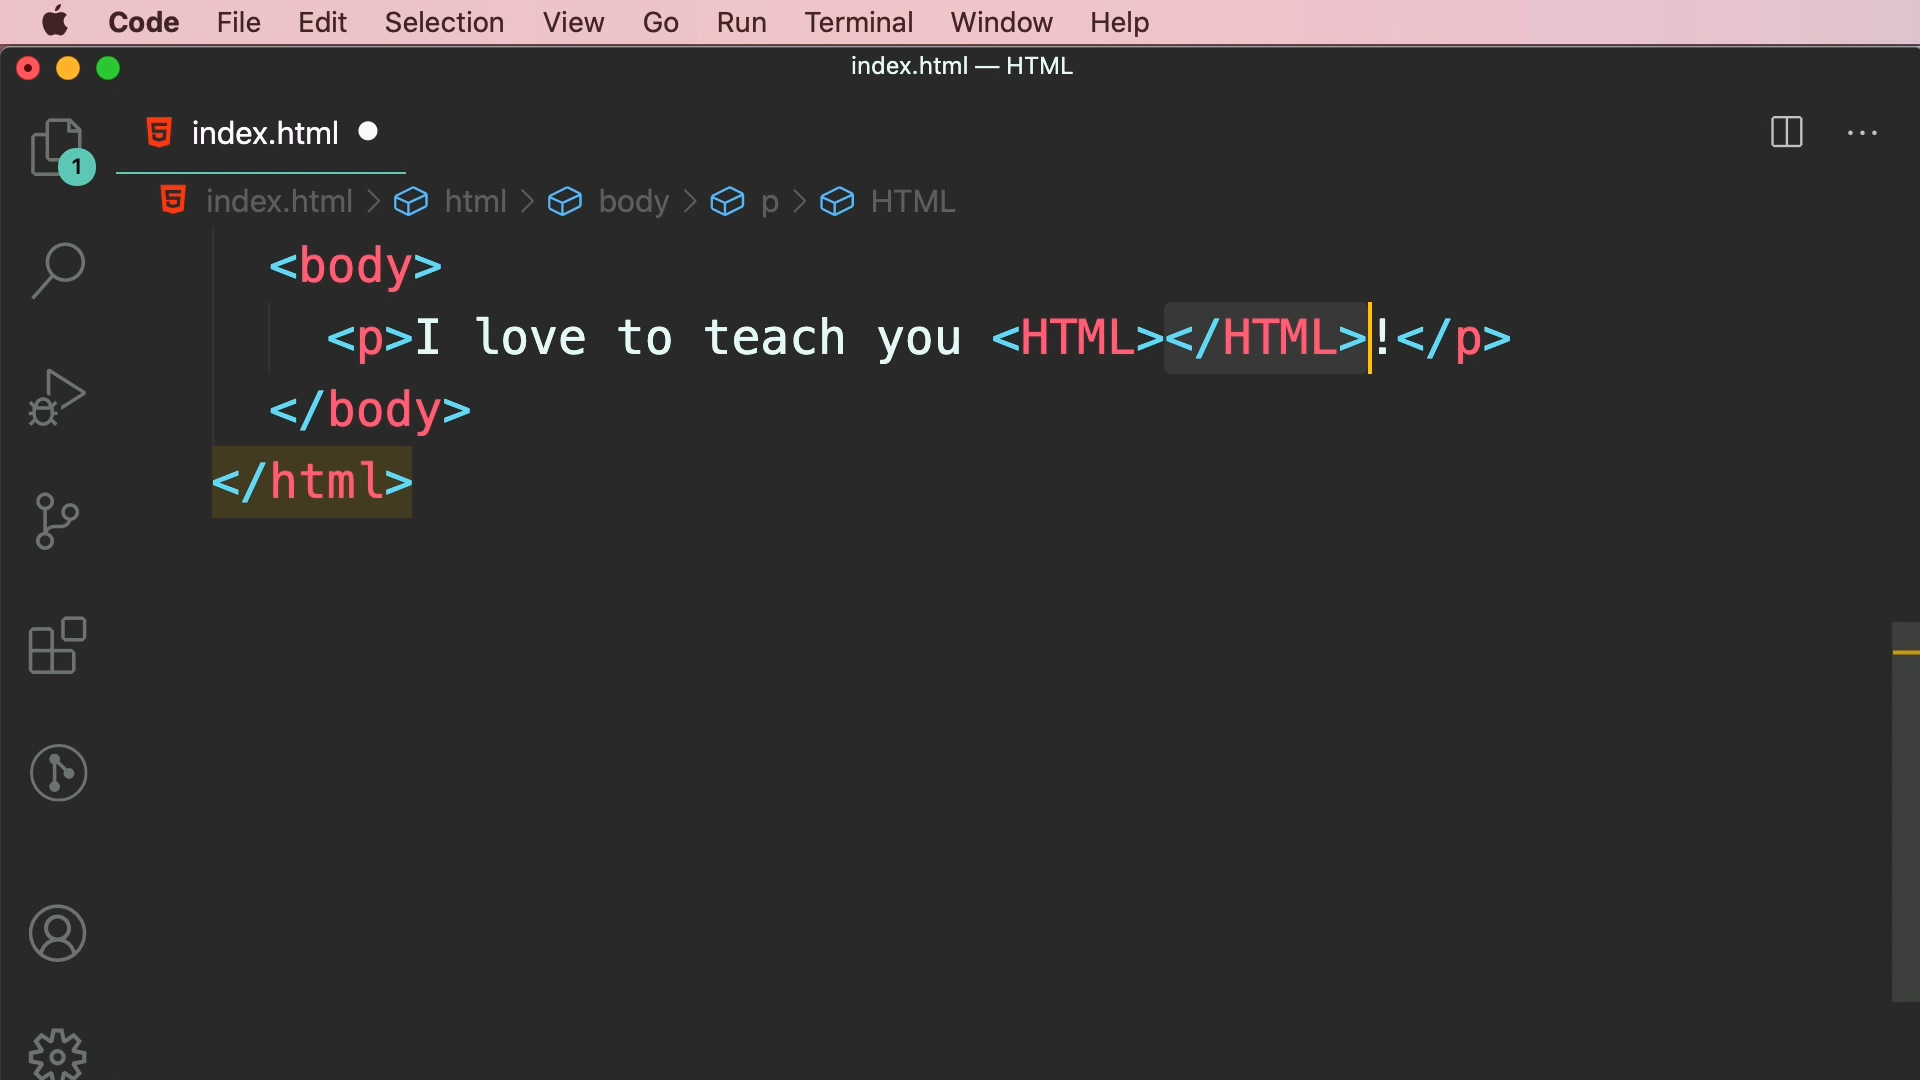 Code File Edit Selection View Go Run Terminal Window Help
index.html — HTML
index.html
1
index.html > html > body > p > HTML
<body>
<p>I love to teach you <HTML></HTML>!</p>
</body>
</html>